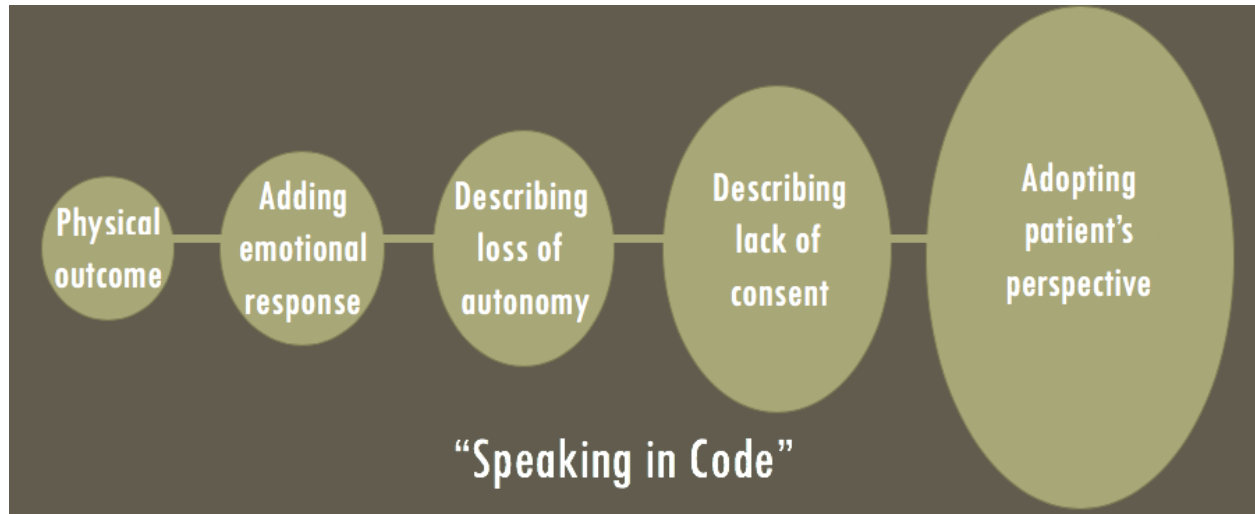 Physical
outcome
Adding
emotional
response
Describing
loss of
autonomy
Describing
lack of
consent
Adopting
patient’s
perspective
“Speaking in Code”